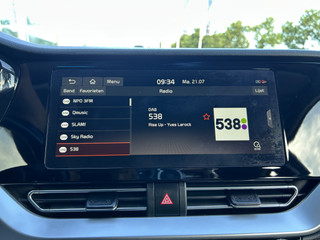 Menu 09:34 Ma. 21.07
Band Favorieten Radio Lijst
NPO 3FM
Qmusic
SLAM!
Sky Radio
538
DAB
538
Rise Up - Yves Larock
538